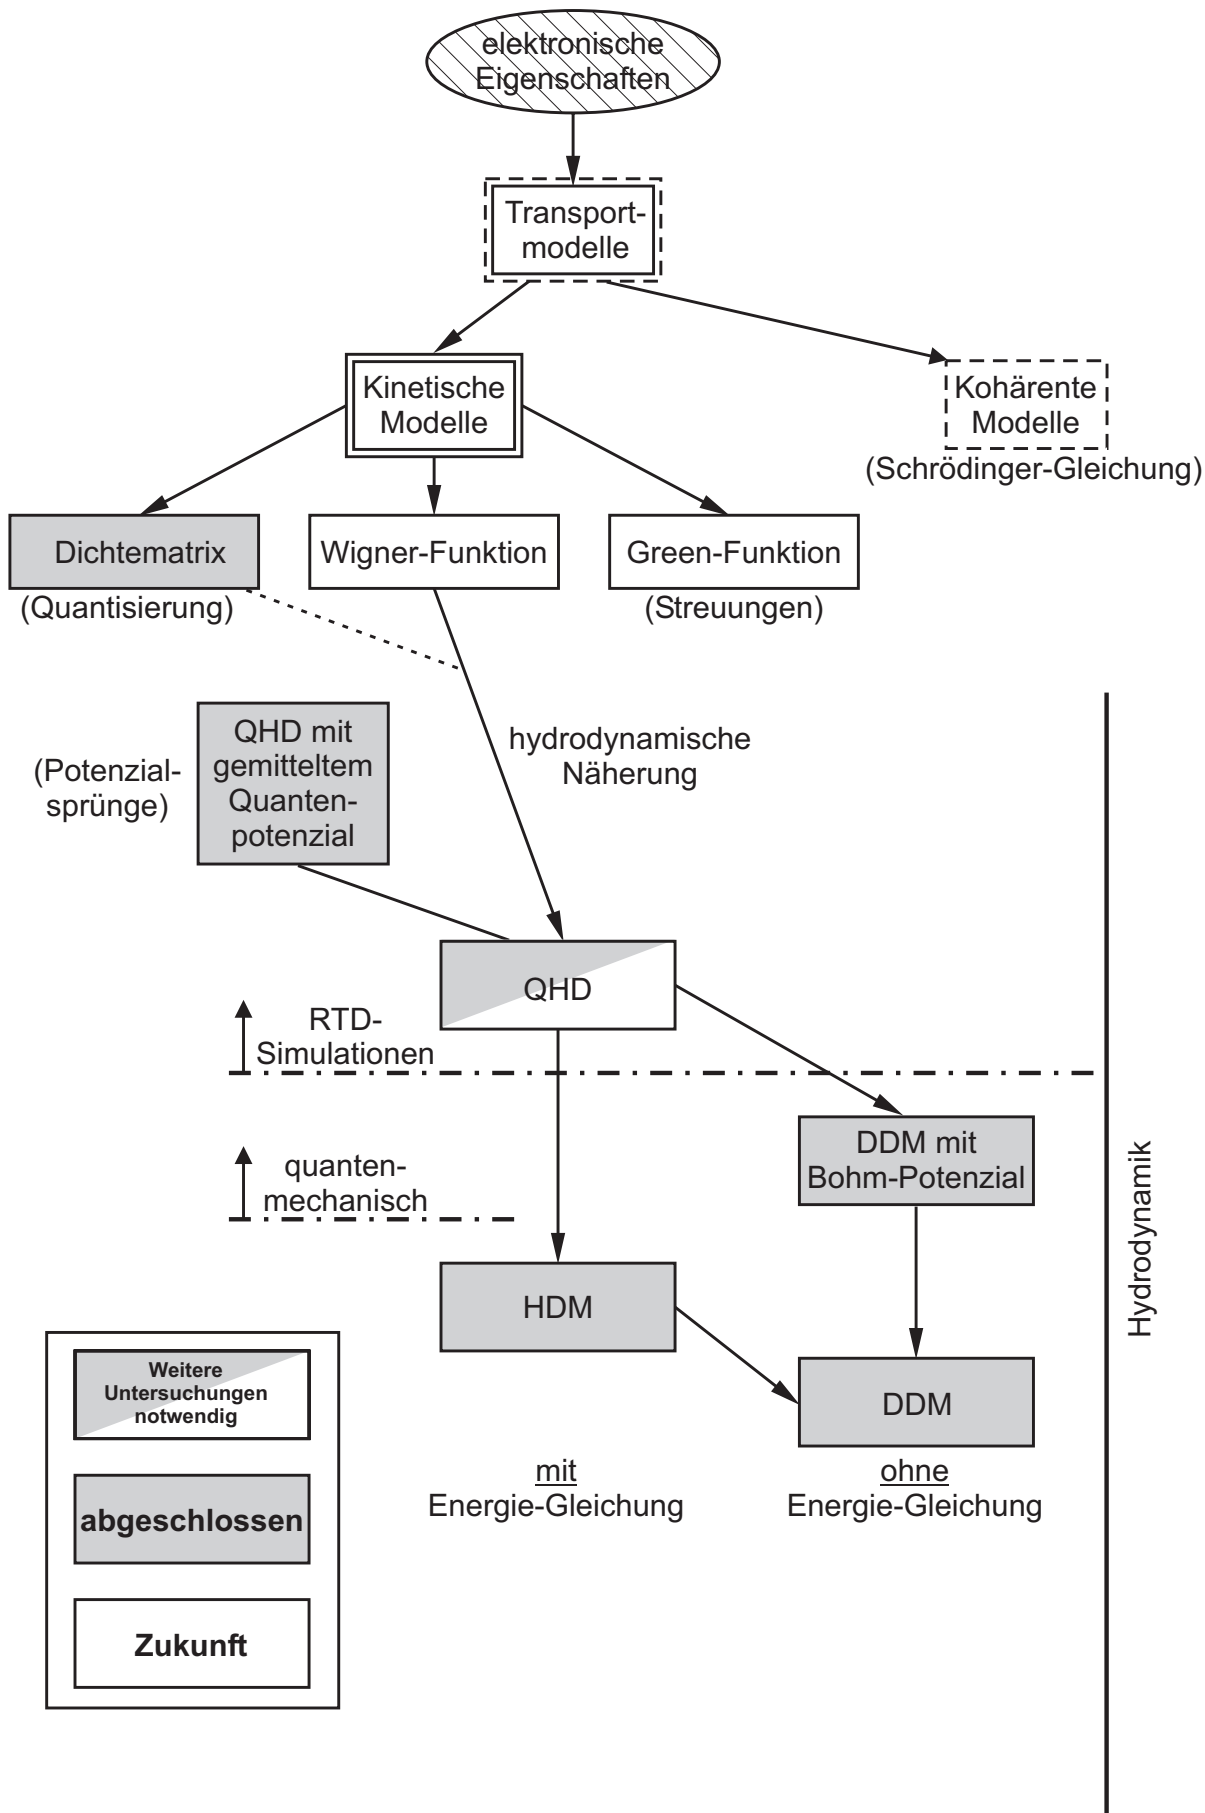 elektronische
Eigenschaften
Transport-
modelle
Kinetische
Modelle
Kohärente
Modelle
(Schrödinger-Gleichung)
Dichtematrix
(Quantisierung)
Wigner-Funktion
Green-Funktion
(Streuungen)
(Potenzial-
sprünge)
QHD mit
gemitteltem
Quanten-
potenzial
hydrodynamische
Näherung
QHD
RTD-
Simulationen
DDM mit
Bohm-Potenzial
quanten-
mechanisch
HDM
DDM
mit
Energie-Gleichung
ohne
Energie-Gleichung
Hydrodynamik
Weitere
Untersuchungen
notwendig
abgeschlossen
Zukunft